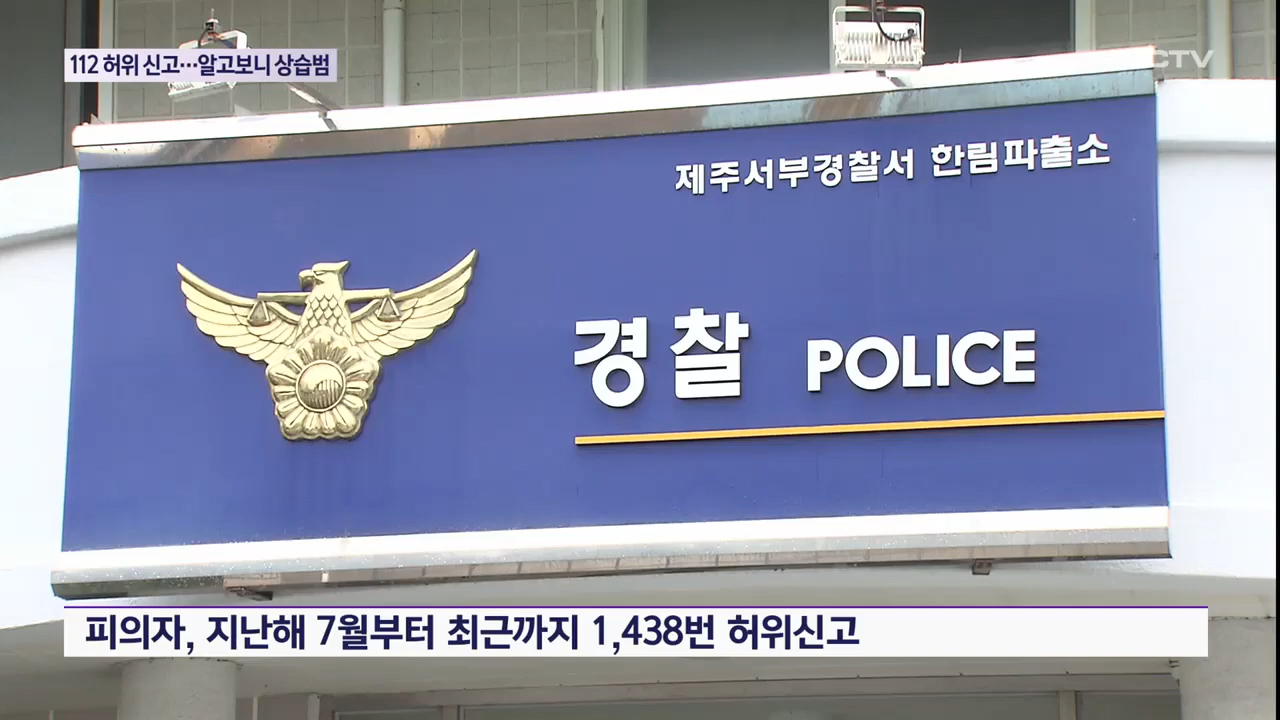 112 허위 신고…알고보니 상습범
CTV
제주서부경찰서 한림파출소
경찰 POLICE
피의자, 지난해 7월부터 최근까지 1,438번 허위신고